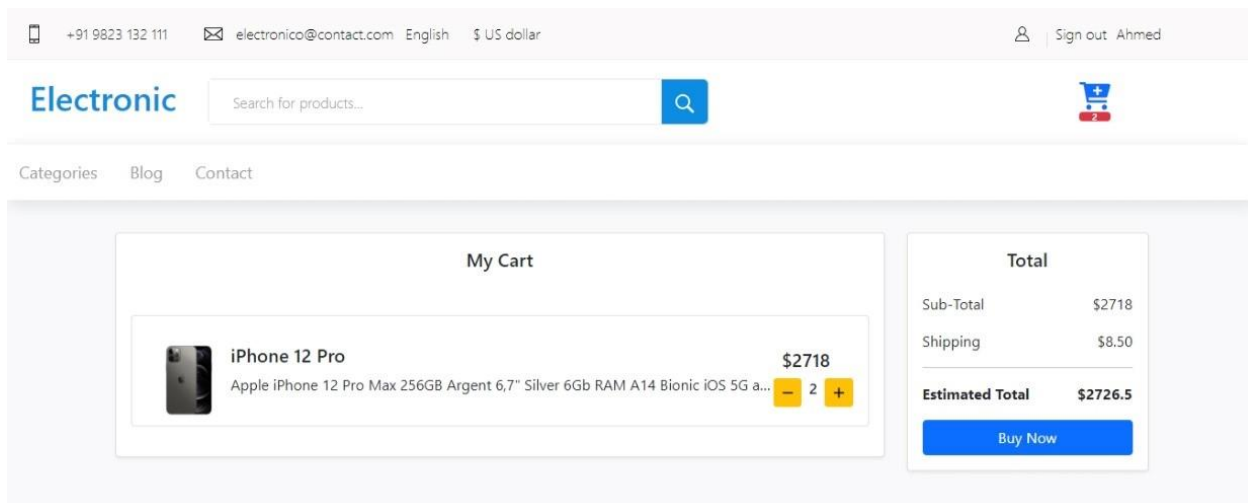 +91 9823 132 111 electronico@contact.com English $ US dollar Sign out Ahmed
Electronic Search for products...
2
Categories Blog Contact
My Cart
iPhone 12 Pro
$2718
Apple iPhone 12 Pro Max 256GB Argent 6,7" Silver 6Gb RAM A14 Bionic iOS 5G a...
− 2 +
Total
Sub-Total $2718
Shipping $8.50
Estimated Total $2726.5
Buy Now